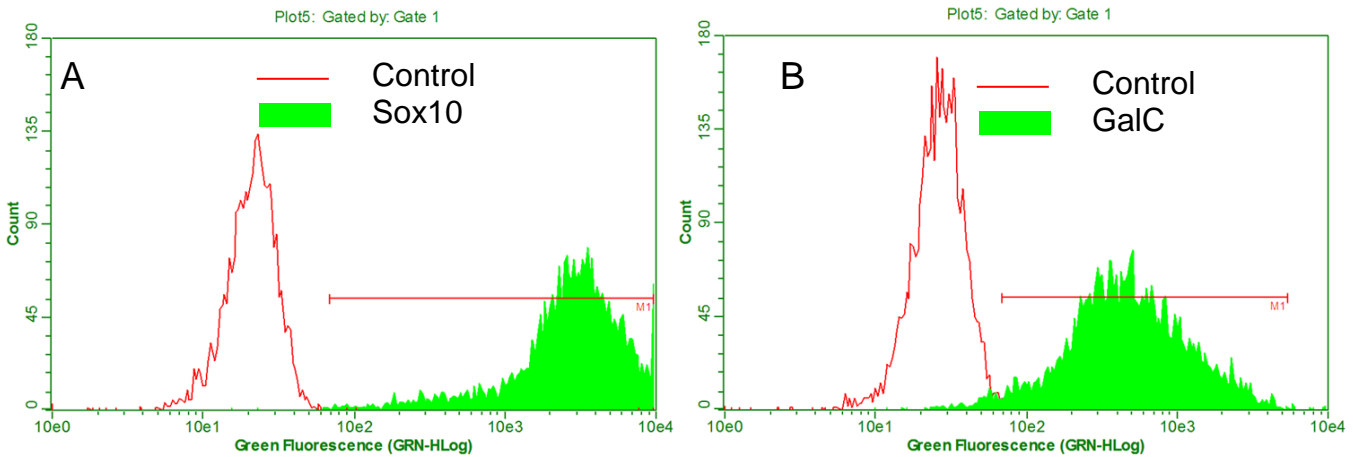 Plot5: Gated by: Gate 1
A
Control
Sox10
180
135
90
45
0
Count
M1
10e0 10e1 10e2 10e3 10e4
Green Fluorescence (GRN-HLog)
Plot5: Gated by: Gate 1
B
Control
GalC
180
135
90
45
0
Count
M1
10e0 10e1 10e2 10e3 10e4
Green Fluorescence (GRN-HLog)